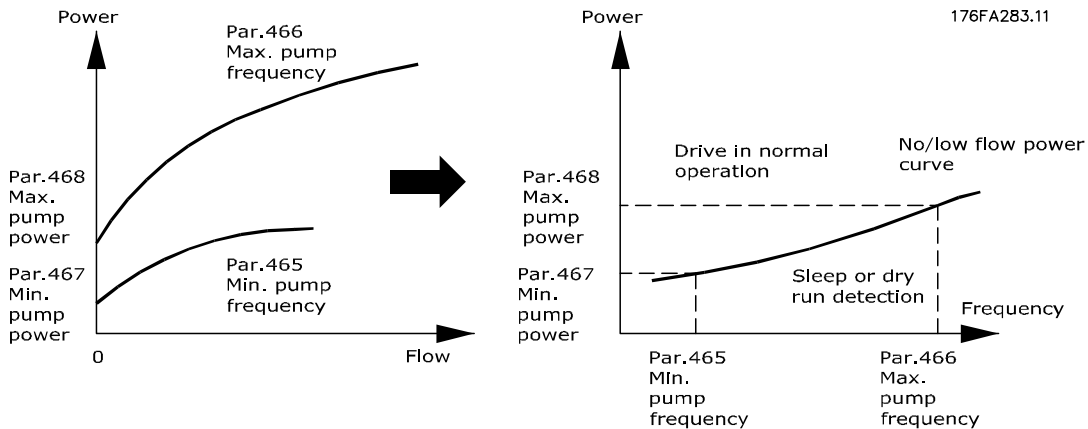 Power
Par.466
Max. pump
frequency
Par.468
Max.
pump
power
Par.467
Min.
pump
power
Par.465
Min. pump
frequency
0
Flow
Power
176FA283.11
Drive in normal
operation
No/low flow power
curve
Par.468
Max.
pump
power
Par.467
Min.
pump
power
Sleep or dry
run detection
Frequency
Par.465
Min.
pump
frequency
Par.466
Max.
pump
frequency